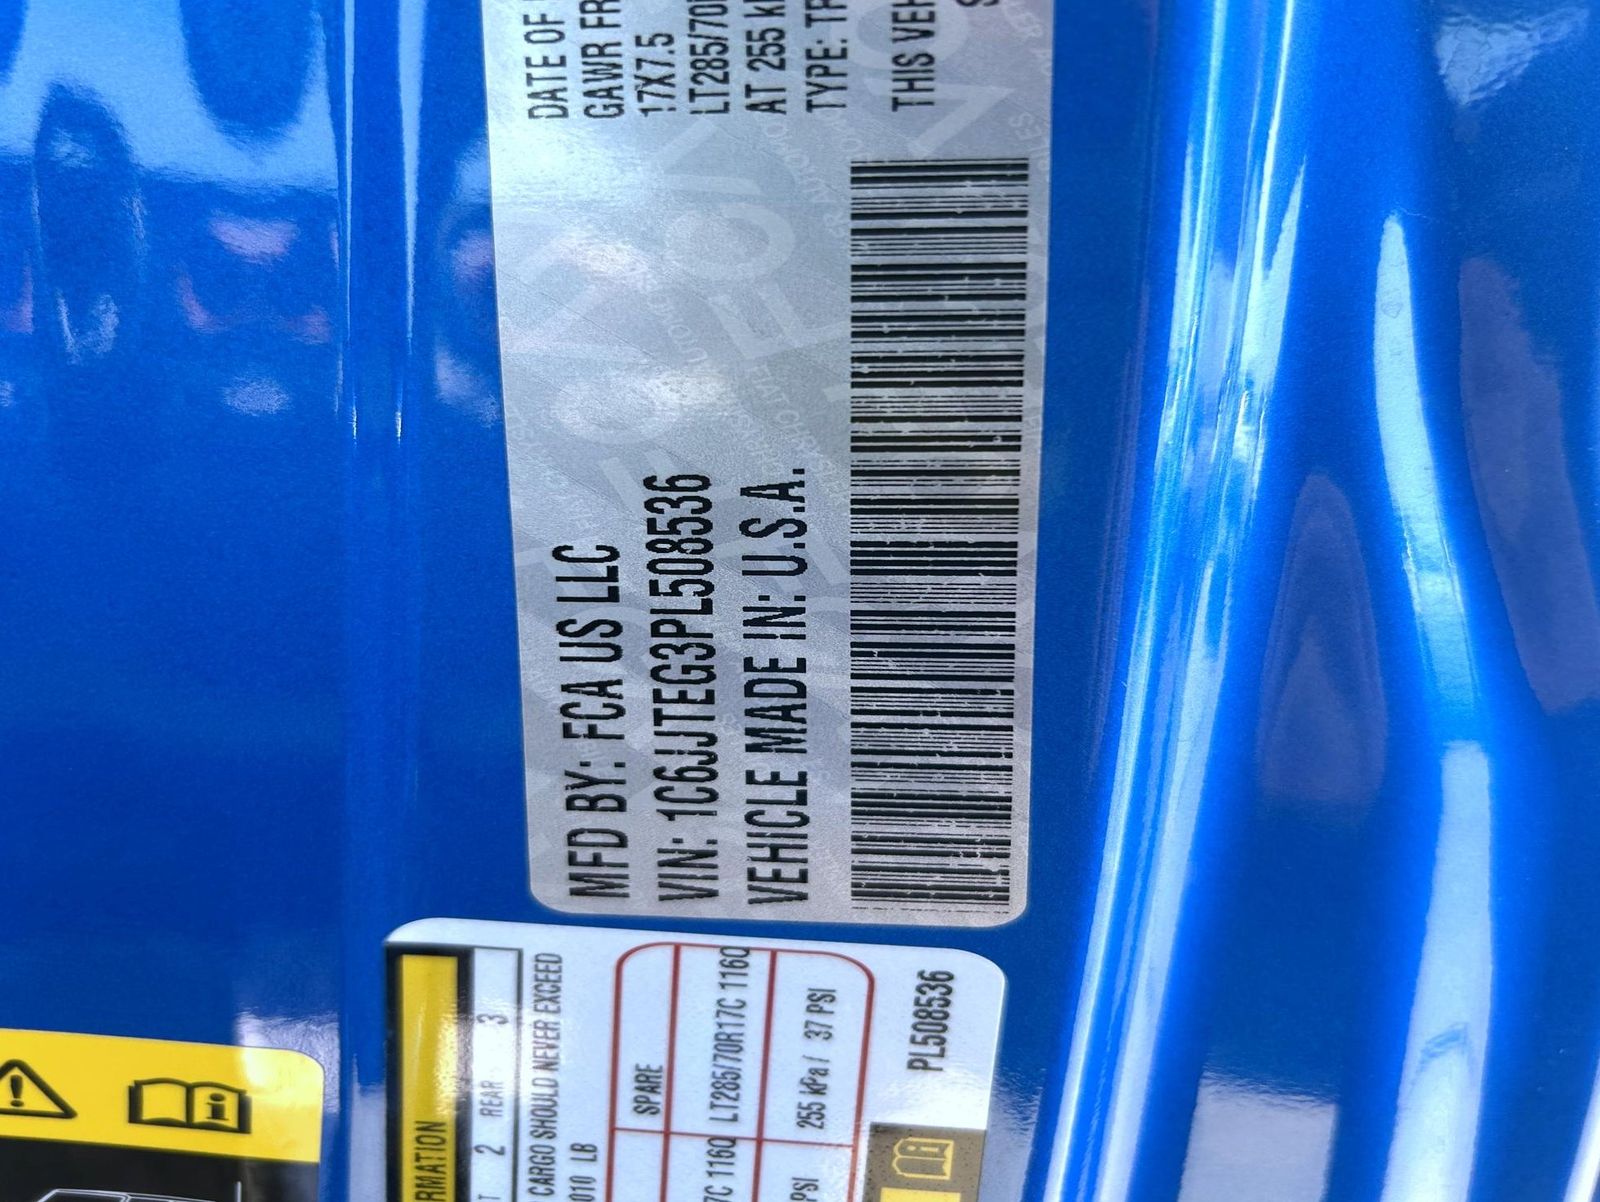 MFD BY: FCA US LLC
VIN: 1C6JJTEG3PL508536
VEHICLE MADE IN: U.S.A.
DATE OF
GAWR FR
17X7.5
LT285/70
AT 255
TYPE:
THIS VEH
RMATION
2 REAR 3
CARGO SHOULD NEVER EXCEED
010 LB
SPARE
7C 116Q LT285/70R17C 116Q
PSI 255 kPa / 37 PSI
PL508536